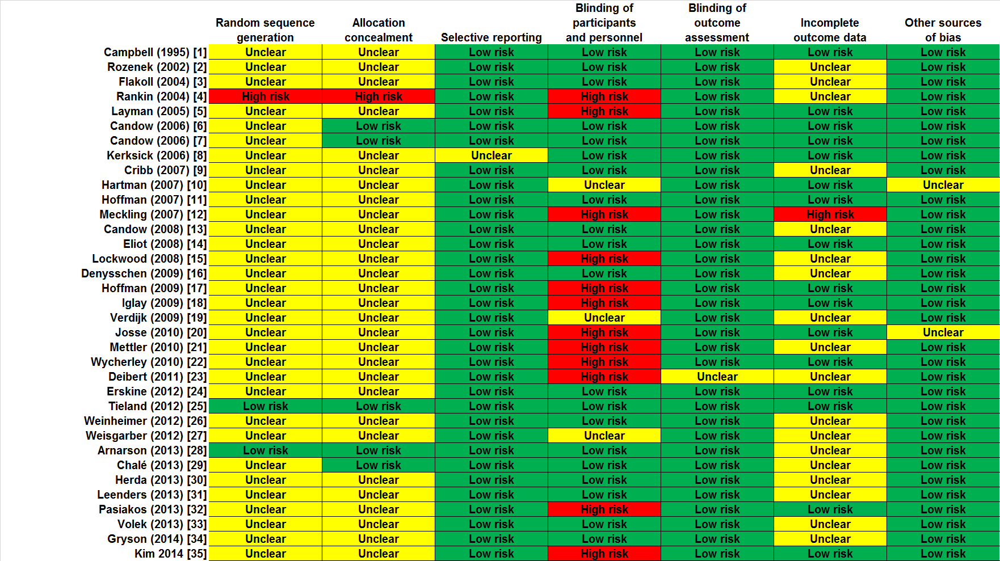 Blinding of Blinding of
Random sequence Allocation participants outcome Incomplete Other sources
generation concealment Selective reporting and personnel assessment outcome data of bias
Campbell (1995) [1] Unclear Unclear Low risk Low risk Low risk Low risk Low risk
Rozenek (2002) [2] Unclear Unclear Low risk Low risk Low risk Unclear Low risk
Flakoll (2004) [3] Unclear Unclear Low risk Low risk Low risk Unclear Low risk
Rankin (2004) [4] High risk High risk Low risk High risk Low risk Unclear Low risk
Layman (2005) [5] Unclear Unclear Low risk High risk Low risk Low risk Low risk
Candow (2006) [6] Unclear Low risk Low risk Low risk Low risk Low risk Low risk
Candow (2006) [7] Unclear Low risk Low risk Low risk Low risk Low risk Low risk
Kerksick (2006) [8] Unclear Unclear Unclear Low risk Low risk Low risk Low risk
Cribb (2007) [9] Unclear Unclear Low risk Low risk Low risk Unclear Low risk
Hartman (2007) [10] Unclear Unclear Low risk Unclear Low risk Low risk Unclear
Hoffman (2007) [11] Unclear Unclear Low risk Low risk Low risk Low risk Low risk
Meckling (2007) [12] Unclear Unclear Low risk High risk Low risk High risk Low risk
Candow (2008) [13] Unclear Unclear Low risk Low risk Low risk Unclear Low risk
Eliot (2008) [14] Unclear Unclear Low risk Low risk Low risk Low risk Low risk
Lockwood (2008) [15] Unclear Unclear Low risk High risk Low risk Unclear Low risk
Denysschen (2009) [16] Unclear Unclear Low risk Low risk Low risk Unclear Low risk
Hoffman (2009) [17] Unclear Unclear Low risk High risk Low risk Low risk Low risk
Iglay (2009) [18] Unclear Unclear Low risk High risk Low risk Low risk Low risk
Verdijk (2009) [19] Unclear Unclear Low risk Unclear Low risk Unclear Low risk
Josse (2010) [20] Unclear Unclear Low risk High risk Low risk Low risk Unclear
Mettler (2010) [21] Unclear Unclear Low risk High risk Low risk Unclear Low risk
Wycherley (2010) [22] Unclear Unclear Low risk High risk Low risk Low risk Low risk
Deibert (2011) [23] Unclear Unclear Low risk High risk Unclear Unclear Low risk
Erskine (2012) [24] Unclear Unclear Low risk Low risk Low risk Low risk Low risk
Tieland (2012) [25] Low risk Low risk Low risk Low risk Low risk Low risk Low risk
Weinheimer (2012) [26] Unclear Unclear Low risk Low risk Low risk Unclear Low risk
Weisgarber (2012) [27] Unclear Unclear Low risk Unclear Low risk Unclear Low risk
Arnarson (2013) [28] Low risk Low risk Low risk Low risk Low risk Unclear Low risk
Chalé (2013) [29] Unclear Low risk Low risk Low risk Low risk Unclear Low risk
Herda (2013) [30] Unclear Unclear Low risk Low risk Low risk Unclear Low risk
Leenders (2013) [31] Unclear Unclear Low risk Low risk Low risk Unclear Low risk
Pasiakos (2013) [32] Unclear Unclear Low risk High risk Low risk Low risk Low risk
Volek (2013) [33] Unclear Unclear Low risk Low risk Low risk Unclear Low risk
Gryson (2014) [34] Unclear Unclear Low risk Low risk Low risk Unclear Low risk
Kim 2014 [35] Unclear Unclear Low risk High risk Low risk Low risk Low risk